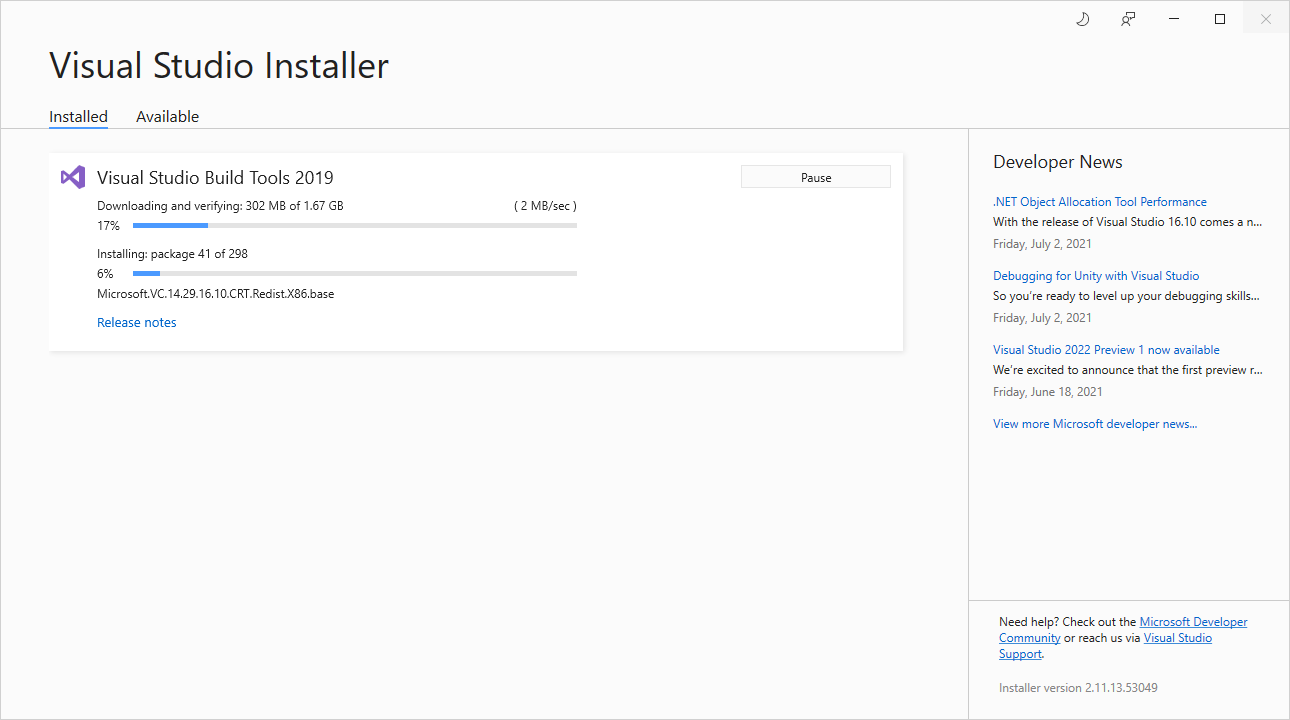 Visual Studio Installer
Installed Available
Visual Studio Build Tools 2019
Pause
Downloading and verifying: 302 MB of 1.67 GB ( 2 MB/sec )
17%
Installing: package 41 of 298
6%
Microsoft.VC.14.29.16.10.CRT.Redist.X86.base
Release notes
Developer News
.NET Object Allocation Tool Performance
With the release of Visual Studio 16.10 comes a n...
Friday, July 2, 2021
Debugging for Unity with Visual Studio
So you're ready to level up your debugging skills...
Friday, July 2, 2021
Visual Studio 2022 Preview 1 now available
We're excited to announce that the first preview r...
Friday, June 18, 2021
View more Microsoft developer news...
Need help? Check out the Microsoft Developer
Community or reach us via Visual Studio
Support.
Installer version 2.11.13.53049